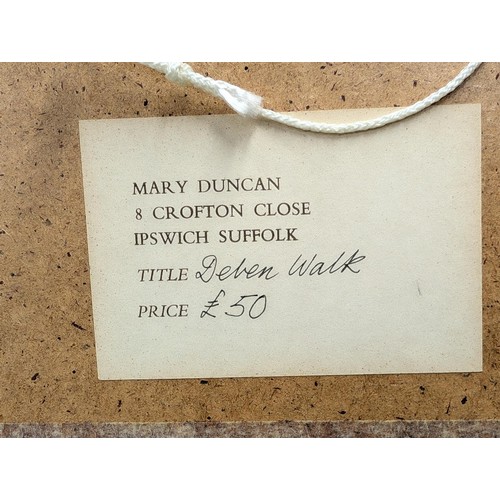 MARY DUNCAN
8 CROFTON CLOSE
IPSWICH SUFFOLK
TITLE Deben Walk
PRICE £50